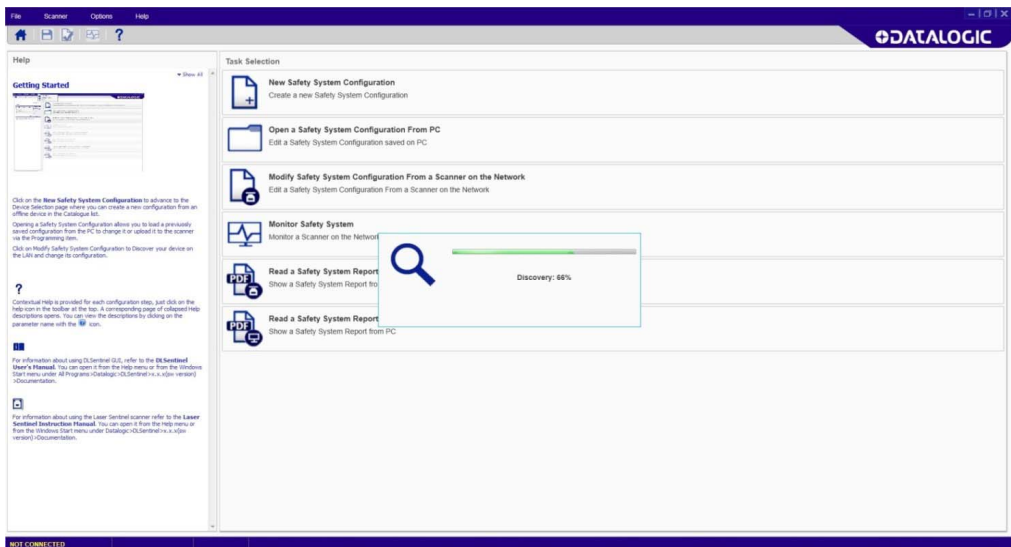 File Scanner Options Help
?
DATALOGIC
Help
Show All
Getting Started
Click on the New Safety System Configuration to advance to the
Device Selection page where you can create a new configuration from an
offline device in the Catalogue list.
Opening a Safety System Configuration allows you to load a previously
saved configuration from the PC to change it or upload it to the scanner
via the Programming item.
Click on Modify Safety System Configuration to Discover your device on
the LAN and change its configuration.
?
Contextual Help is provided for each configuration step, just click on the
help icon in the toolbar at the top. A corresponding page of collapsed Help
descriptions opens. You can view the descriptions by clicking on the
parameter name with the icon.
For information about using DLSentinel GUI, refer to the DLSentinel
User's Manual. You can open it from the Help menu or from the Windows
Start menu under All Programs>Datalogic>DLSentinel>x.x.x(sw version)
>Documentation.
For information about using the Laser Sentinel scanner refer to the Laser
Sentinel Instruction Manual. You can open it from the Help menu or
from the Windows Start menu under Datalogic>DLSentinel>x.x.x(sw
version)>Documentation.
Task Selection
New Safety System Configuration
Create a new Safety System Configuration
Open a Safety System Configuration From PC
Edit a Safety System Configuration saved on PC
Modify Safety System Configuration From a Scanner on the Network
Edit a Safety System Configuration From a Scanner on the Network
Monitor Safety System
Monitor a Scanner on the Network
PDF
Read a Safety System Report
Show a Safety System Report fro
Discovery: 66%
PDF
Read a Safety System Report
Show a Safety System Report from PC
NOT CONNECTED